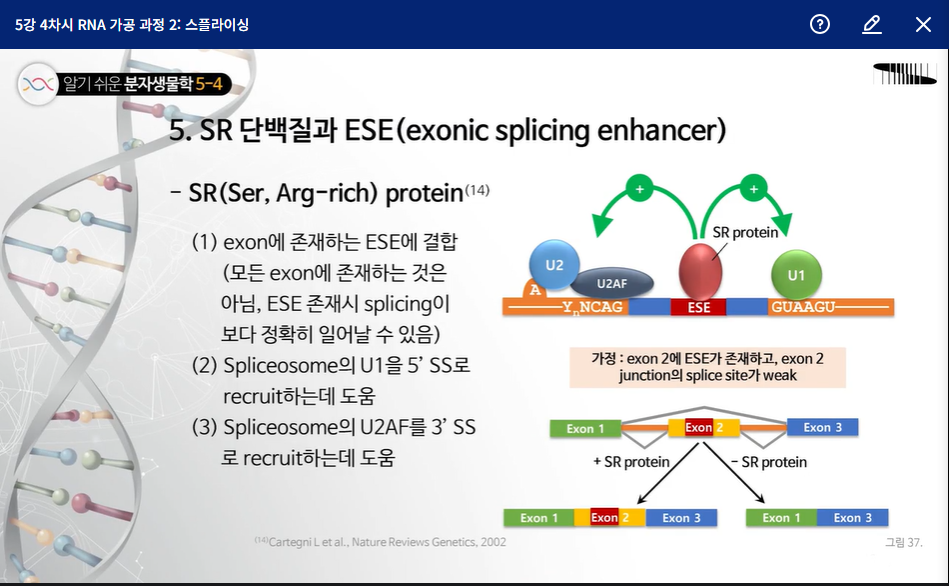 5강 4차시 RNA 가공 과정 2: 스플라이싱
알기 쉬운 분자생물학 5-4
5. SR 단백질과 ESE(exonic splicing enhancer)
- SR(Ser, Arg-rich) protein(14)
(1) exon에 존재하는 ESE에 결합
(모든 exon에 존재하는 것은
아님, ESE 존재시 splicing이
보다 정확히 일어날 수 있음)
(2) Spliceosome의 U1을 5' SS로
recruit하는데 도움
(3) Spliceosome의 U2AF를 3' SS
로 recruit하는데 도움
+ +
SR protein
U2 U2AF U1
A
YnNCAG ESE GUAAGU
가정 : exon 2에 ESE가 존재하고, exon 2
junction의 splice site가 weak
Exon 1 Exon 2 Exon 3
+ SR protein - SR protein
Exon 1 Exon 2 Exon 3 Exon 1 Exon 3
(14)Cartegni L et al., Nature Reviews Genetics, 2002
그림 37.